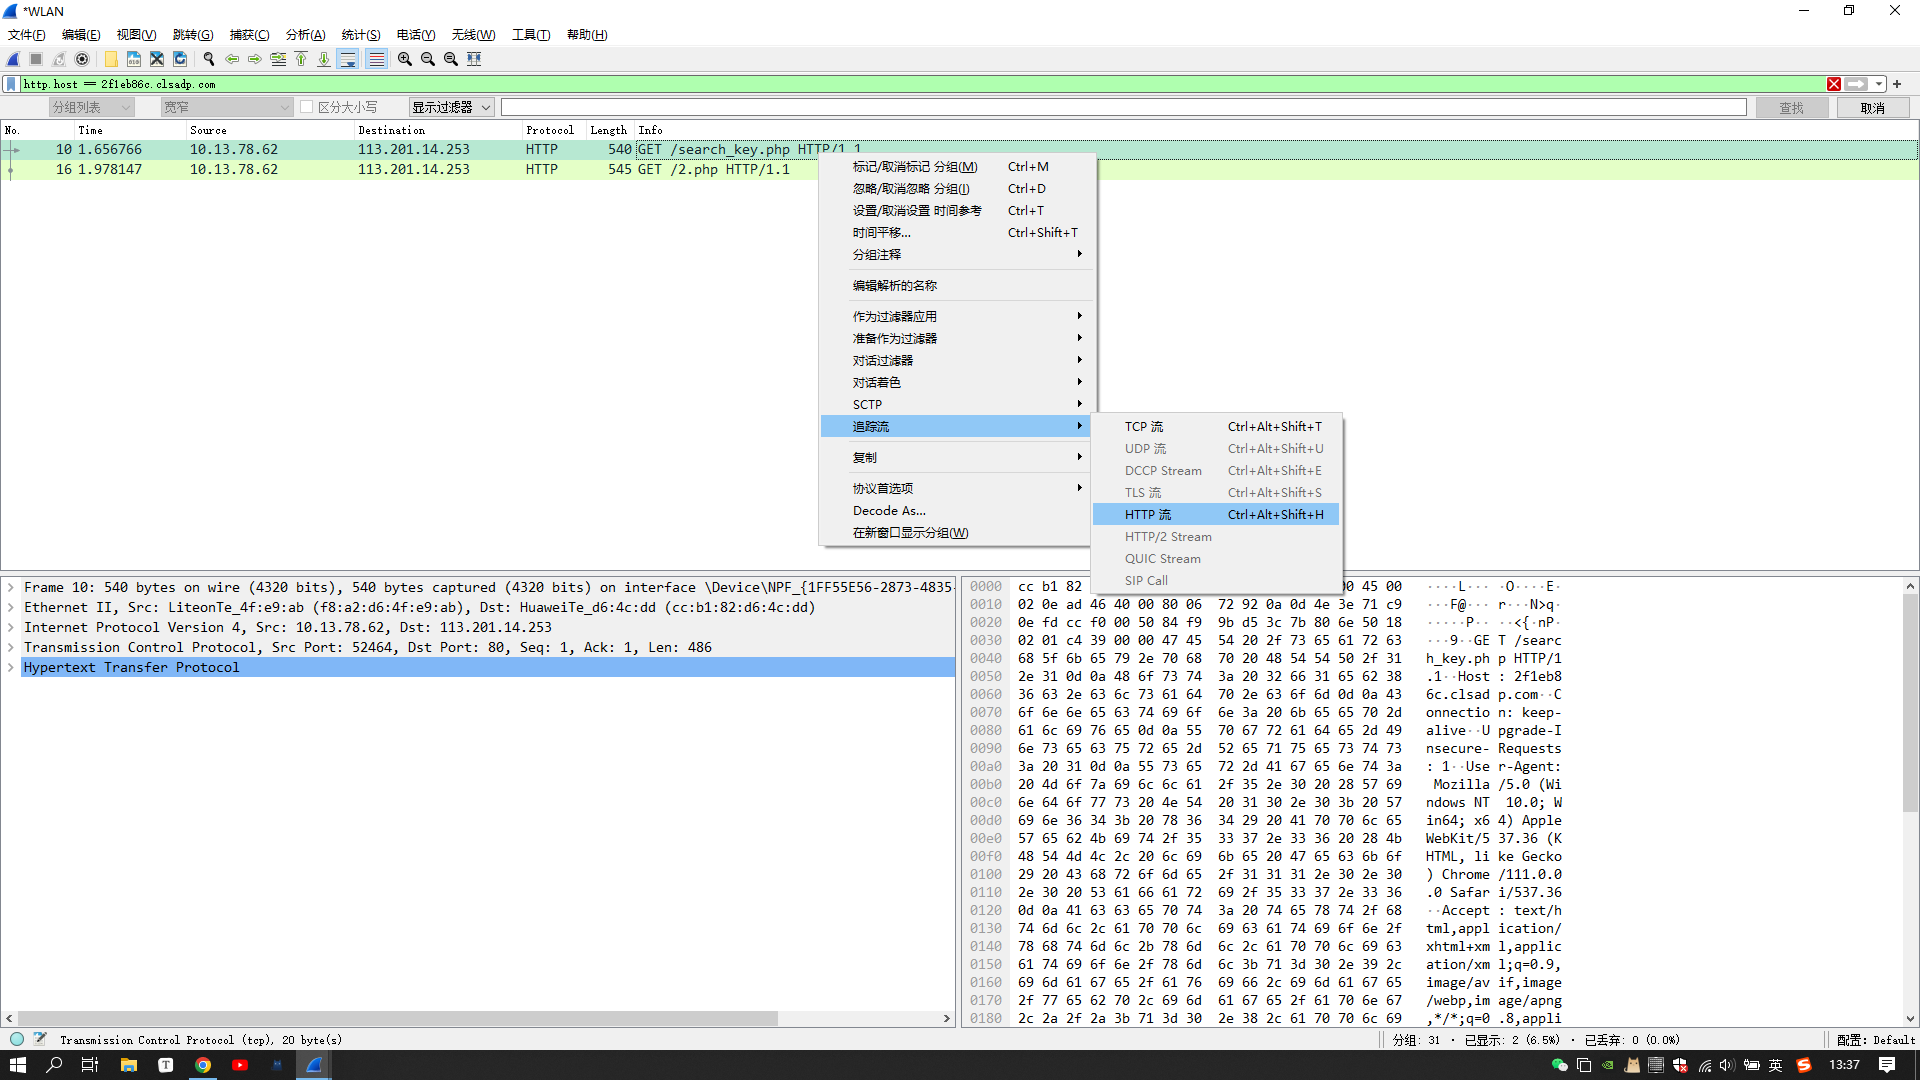 *WLAN
文件(F) 编辑(E) 视图(V) 跳转(G) 捕获(C) 分析(A) 统计(S) 电话(Y) 无线(W) 工具(T) 帮助(H)
http.host == 2f1eb86c.clsadp.com
分组列表 宽窄 区分大小写 显示过滤器 查找 取消
No. Time Source Destination Protocol Length Info
10 1.656766 10.13.78.62 113.201.14.253 HTTP 540 GET /search_key.php HTTP/1.1
16 1.978147 10.13.78.62 113.201.14.253 HTTP 545 GET /2.php HTTP/1.1
标记/取消标记 分组(M) Ctrl+M
忽略/取消忽略 分组(I) Ctrl+D
设置/取消设置 时间参考 Ctrl+T
时间平移... Ctrl+Shift+T
分组注释
编辑解析的名称
作为过滤器应用
准备作为过滤器
对话过滤器
对话着色
SCTP
追踪流
复制
协议首选项
Decode As...
在新窗口显示分组(W)
TCP 流 Ctrl+Alt+Shift+T
UDP 流 Ctrl+Alt+Shift+U
DCCP Stream Ctrl+Alt+Shift+E
TLS 流 Ctrl+Alt+Shift+S
HTTP 流 Ctrl+Alt+Shift+H
HTTP/2 Stream
QUIC Stream
SIP Call
Frame 10: 540 bytes on wire (4320 bits), 540 bytes captured (4320 bits) on interface \Device\NPF_{1FF55E56-2873-4835-
Ethernet II, Src: LiteonTe_4f:e9:ab (f8:a2:d6:4f:e9:ab), Dst: HuaweiTe_d6:4c:dd (cc:b1:82:d6:4c:dd)
Internet Protocol Version 4, Src: 10.13.78.62, Dst: 113.201.14.253
Transmission Control Protocol, Src Port: 52464, Dst Port: 80, Seq: 1, Ack: 1, Len: 486
Hypertext Transfer Protocol
0000 cc b1 82 00 45 00 ····L· ··O···E·
0010 02 0e ad 46 40 00 80 06 72 92 0a 0d 4e 3e 71 c9 ···F@··· r···N>q·
0020 0e fd cc f0 00 50 84 f9 9b d5 3c 7b 80 6e 50 18 ·····P·· ··<{·nP·
0030 02 01 c4 39 00 00 47 45 54 20 2f 73 65 61 72 63 ···9··GE T /searc
0040 68 5f 6b 65 79 2e 70 68 70 20 48 54 54 50 2f 31 h_key.ph p HTTP/1
0050 2e 31 0d 0a 48 6f 73 74 3a 20 32 66 31 65 62 38 .1··Host : 2f1eb8
0060 36 63 2e 63 6c 73 61 64 70 2e 63 6f 6d 0d 0a 43 6c.clsad p.com··C
0070 6f 6e 6e 65 63 74 69 6f 6e 3a 20 6b 65 65 70 2d onnectio n: keep-
0080 61 6c 69 76 65 0d 0a 55 70 67 72 61 64 65 2d 49 alive··U pgrade-I
0090 6e 73 65 63 75 72 65 2d 52 65 71 75 65 73 74 73 nsecure- Requests
00a0 3a 20 31 0d 0a 55 73 65 72 2d 41 67 65 6e 74 3a : 1··Use r-Agent:
00b0 20 4d 6f 7a 69 6c 6c 61 2f 35 2e 30 20 28 57 69 Mozilla /5.0 (Wi
00c0 6e 64 6f 77 73 20 4e 54 20 31 30 2e 30 3b 20 57 ndows NT 10.0; W
00d0 69 6e 36 34 3b 20 78 36 34 29 20 41 70 70 6c 65 in64; x6 4) Apple
00e0 57 65 62 4b 69 74 2f 35 33 37 2e 33 36 20 28 4b WebKit/5 37.36 (K
00f0 48 54 4d 4c 2c 20 6c 69 6b 65 20 47 65 63 6b 6f HTML, li ke Gecko
0100 29 20 43 68 72 6f 6d 65 2f 31 31 31 2e 30 2e 30 ) Chrome /111.0.0
0110 2e 30 20 53 61 66 61 72 69 2f 35 33 37 2e 33 36 .0 Safar i/537.36
0120 0d 0a 41 63 63 65 70 74 3a 20 74 65 78 74 2f 68 ··Accept : text/h
0130 74 6d 6c 2c 61 70 70 6c 69 63 61 74 69 6f 6e 2f tml,appl ication/
0140 78 68 74 6d 6c 2b 78 6d 6c 2c 61 70 70 6c 69 63 xhtml+xm l,applic
0150 61 74 69 6f 6e 2f 78 6d 6c 3b 71 3d 30 2e 39 2c ation/xm l;q=0.9,
0160 69 6d 61 67 65 2f 61 76 69 66 2c 69 6d 61 67 65 image/av if,image
0170 2f 77 65 62 70 2c 69 6d 61 67 65 2f 61 70 6e 67 /webp,im age/apng
0180 2c 2a 2f 2a 3b 71 3d 30 2e 38 2c 61 70 70 6c 69 ,*/*;q=0 .8,appli
Transmission Control Protocol (tcp), 20 byte(s) 分组: 31 · 已显示: 2 (6.5%) · 已丢弃: 0 (0.0%) 配置: Default
英 13:37